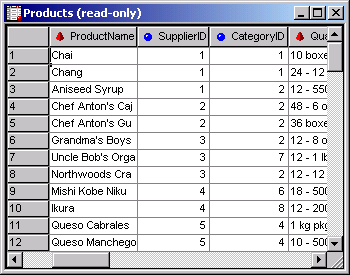 Products (read-only)
ProductName SupplierID CategoryID Qua
1 Chai 1 1 10 boxe
2 Chang 1 1 24 - 12
3 Aniseed Syrup 1 2 12 - 550
4 Chef Anton's Caj 2 2 48 - 6 o
5 Chef Anton's Gu 2 2 36 boxe
6 Grandma's Boys 3 2 12 - 8 o
7 Uncle Bob's Orga 3 7 12 - 1 lb
8 Northwoods Cra 3 2 12 - 12
9 Mishi Kobe Niku 4 6 18 - 500
10 Ikura 4 8 12 - 200
11 Queso Cabrales 5 4 1 kg pkg
12 Queso Manchego 5 4 10 - 500